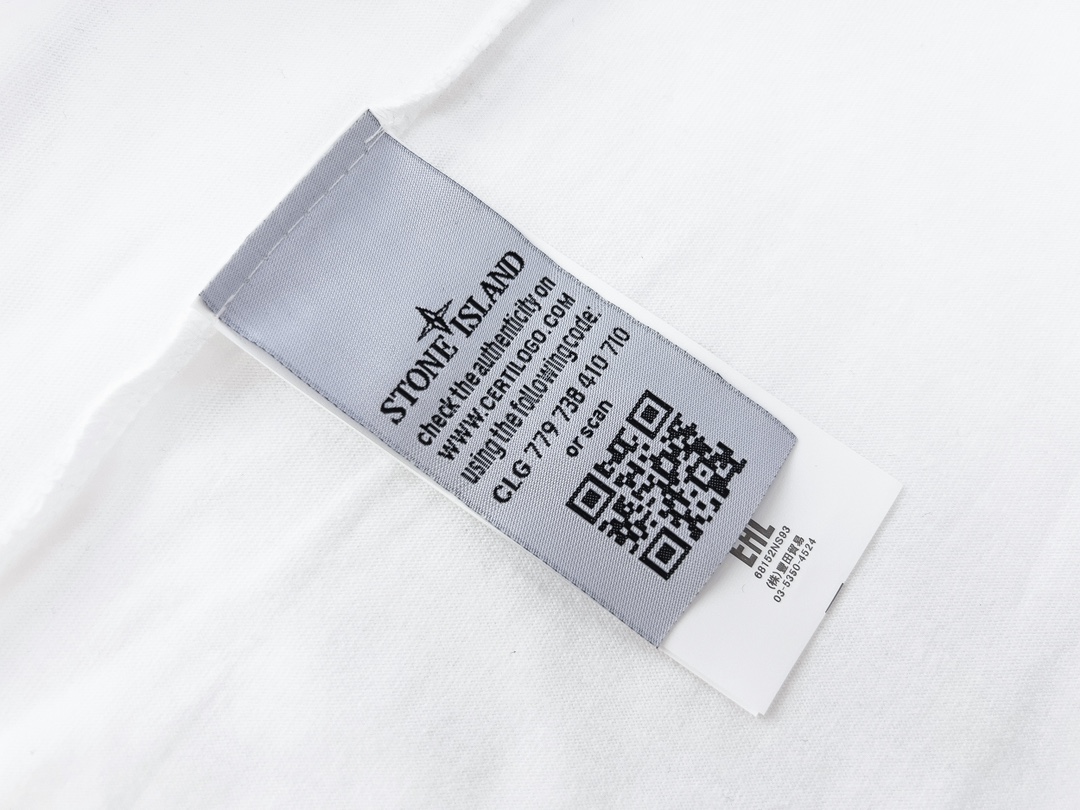 STONE ISLAND
check the authenticity on
WWW.CERTILOGO.COM
using the following code:
CLG 779 738 410 710
or scan
EAC
68152NS93
(株)豊田貿易
03-5350-4524